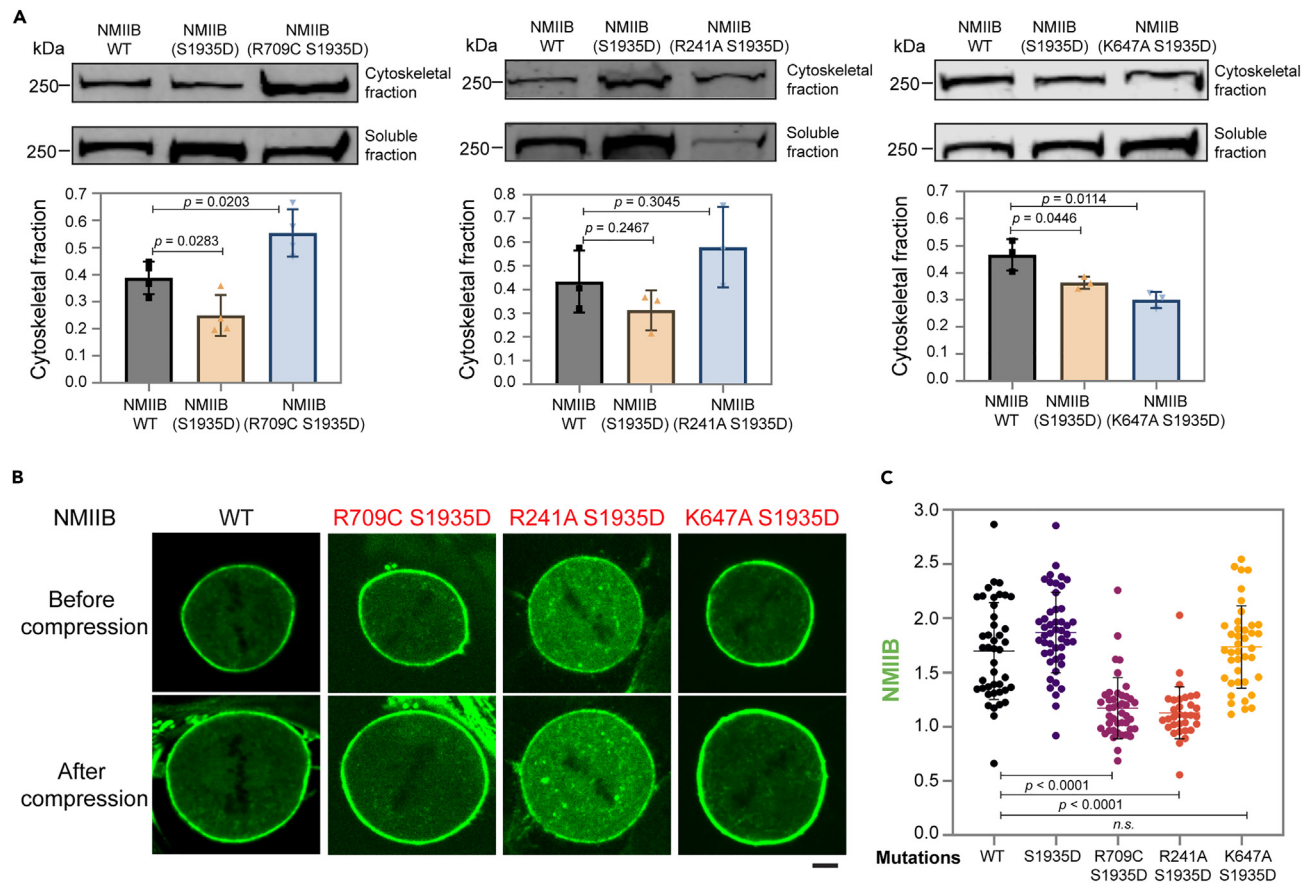 A
kDa
NMIIB
WT
NMIIB
(S1935D)
NMIIB
(R709C S1935D)
250
Cytoskeletal
fraction
250
Soluble
fraction
Cytoskeletal fraction
0.7
0.6
0.5
0.4
0.3
0.2
0.1
0.0
p = 0.0203
p = 0.0283
NMIIB
WT
NMIIB
(S1935D)
NMIIB
(R709C S1935D)
kDa
NMIIB
WT
NMIIB
(S1935D)
NMIIB
(R241A S1935D)
250
Cytoskeletal
fraction
250
Soluble
fraction
Cytoskeletal fraction
0.8
0.7
0.6
0.5
0.4
0.3
0.2
0.1
0.0
p = 0.3045
p = 0.2467
NMIIB
WT
NMIIB
(S1935D)
NMIIB
(R241A S1935D)
kDa
NMIIB
WT
NMIIB
(S1935D)
NMIIB
(K647A S1935D)
250
Cytoskeletal
fraction
250
Soluble
fraction
Cytoskeletal fraction
0.7
0.6
0.5
0.4
0.3
0.2
0.1
0.0
p = 0.0114
p = 0.0446
NMIIB
WT
NMIIB
(S1935D)
NMIIB
(K647A S1935D)
B
NMIIB WT R709C S1935D R241A S1935D K647A S1935D
Before
compression
After
compression
C
NMIIB
3.0
2.5
2.0
1.5
1.0
0.5
0.0
p < 0.0001
p < 0.0001
n.s.
Mutations
WT
S1935D
R709C
S1935D
R241A
S1935D
K647A
S1935D